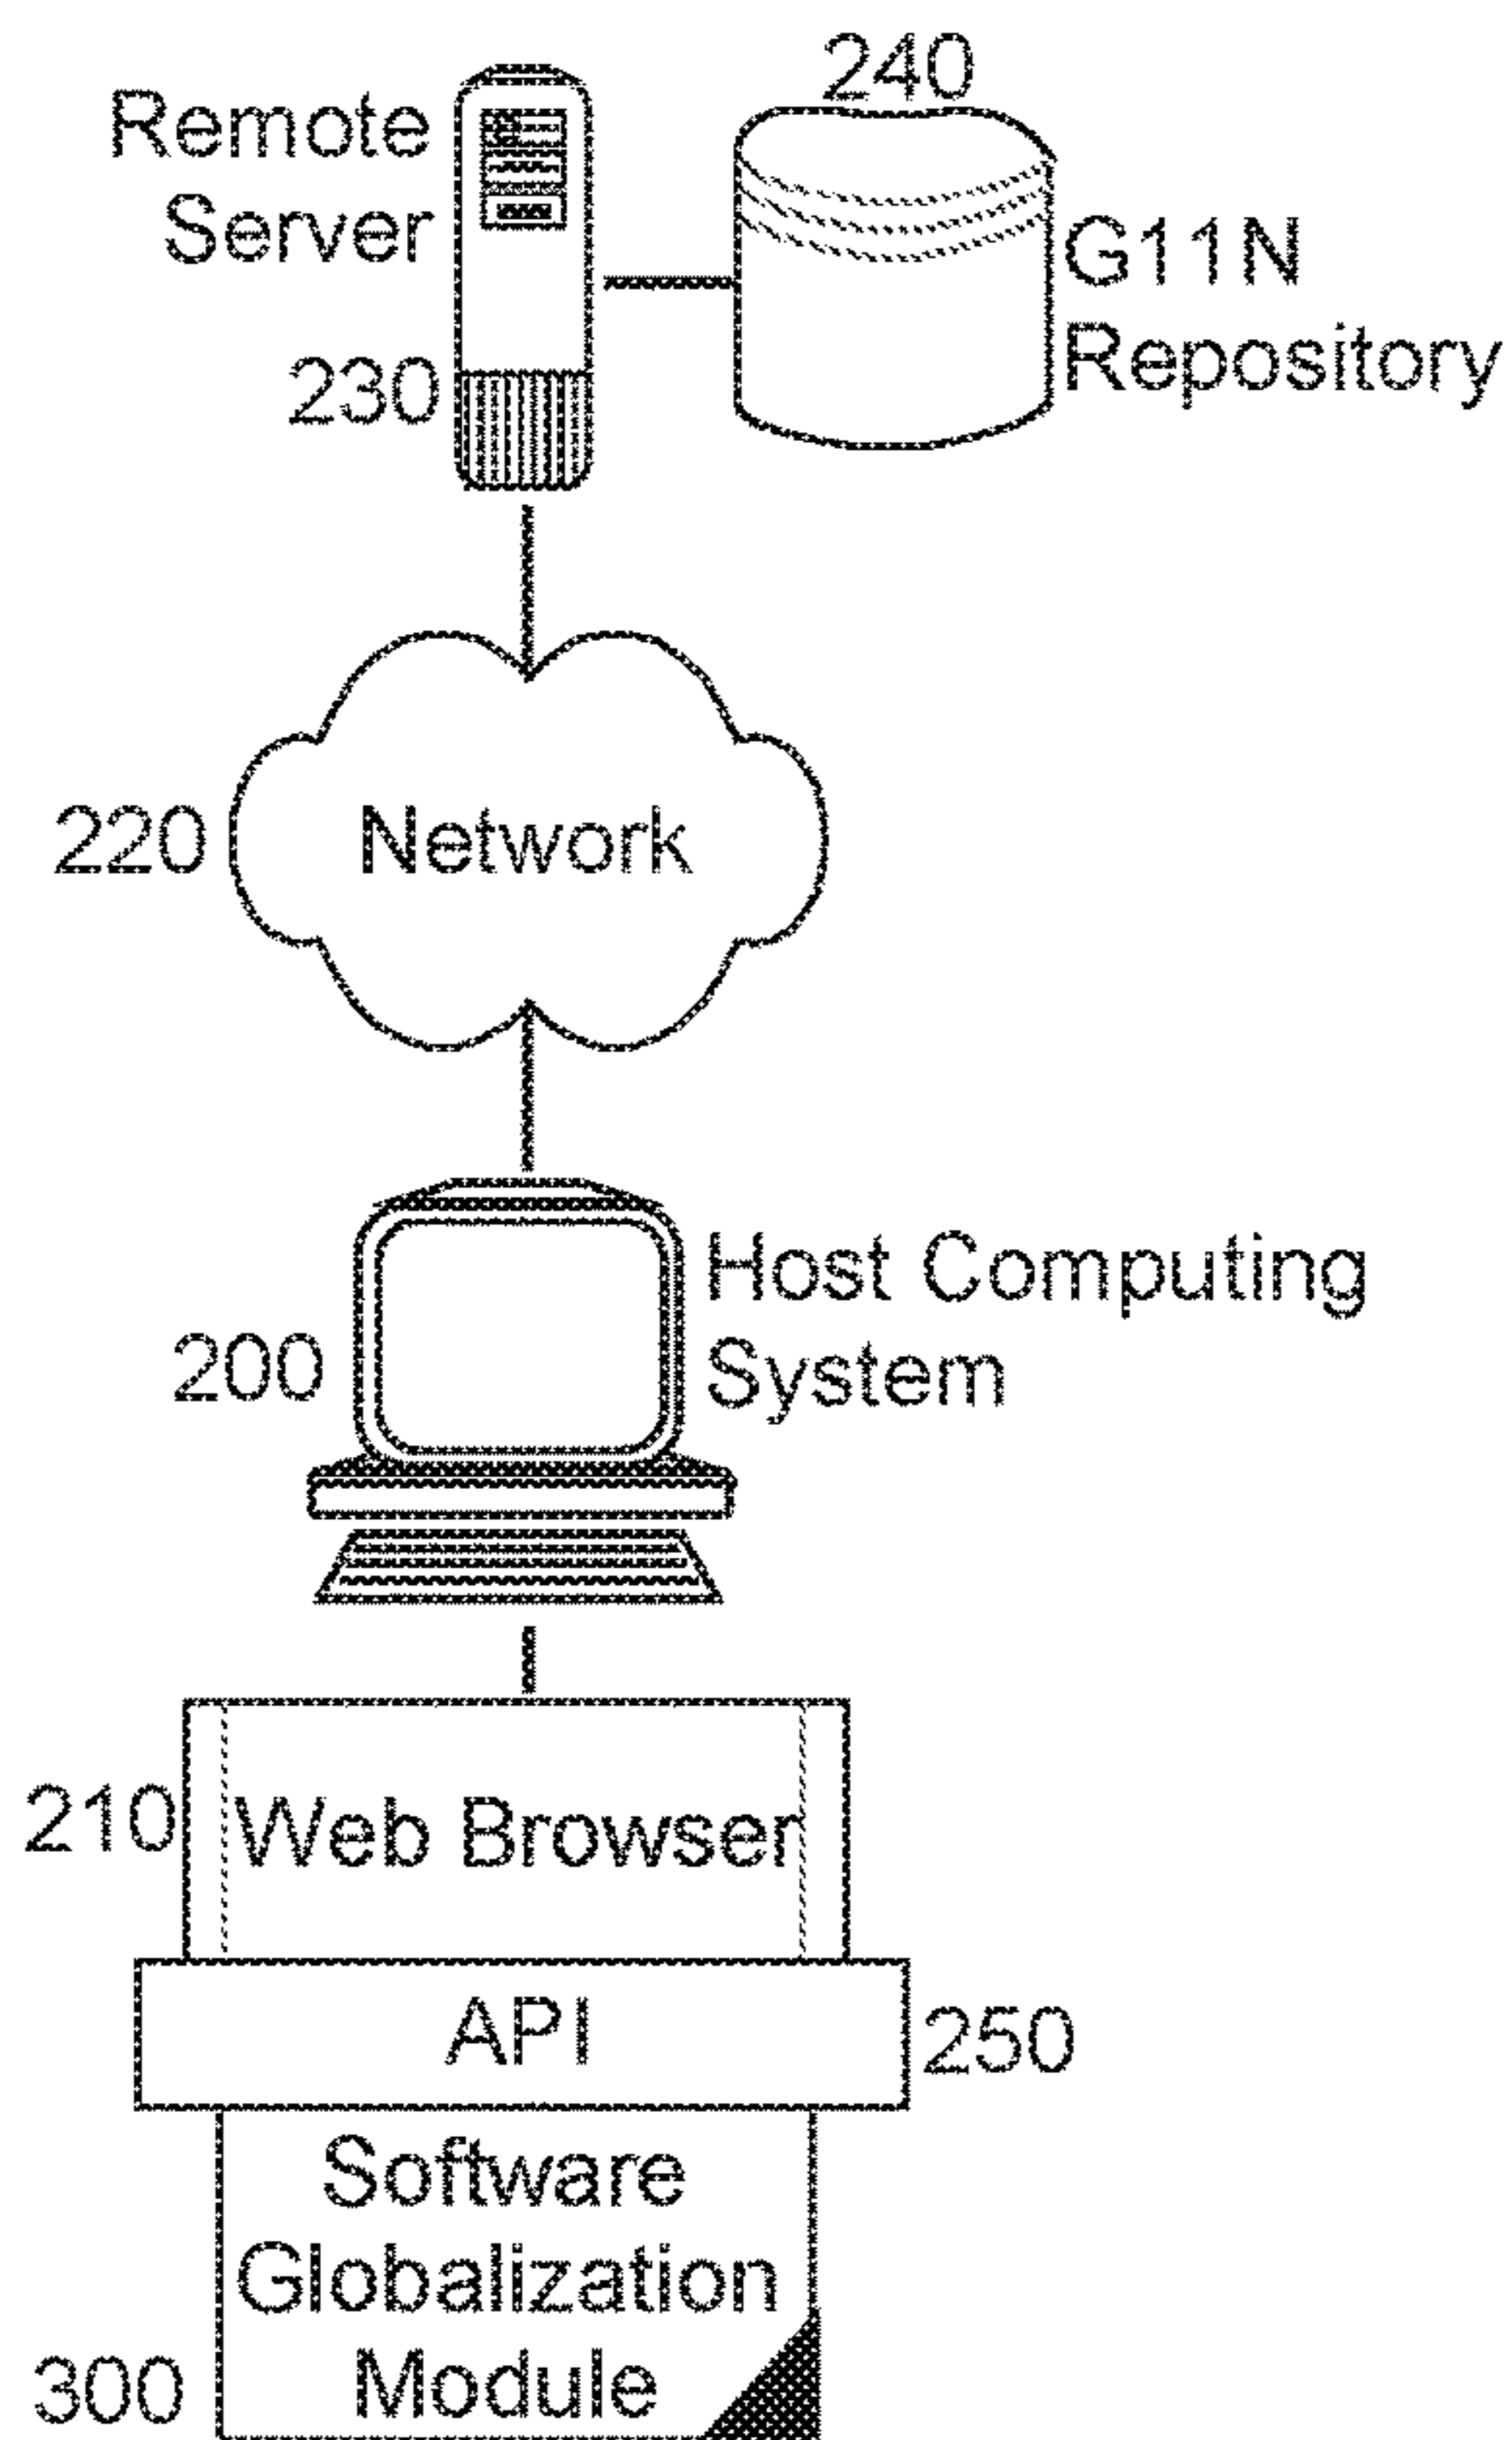 240
Remote
Server
G11N
Repository
230
220
Network
Host Computing
System
200
210
Web Browser
API
250
Software
Globalization
Module
300